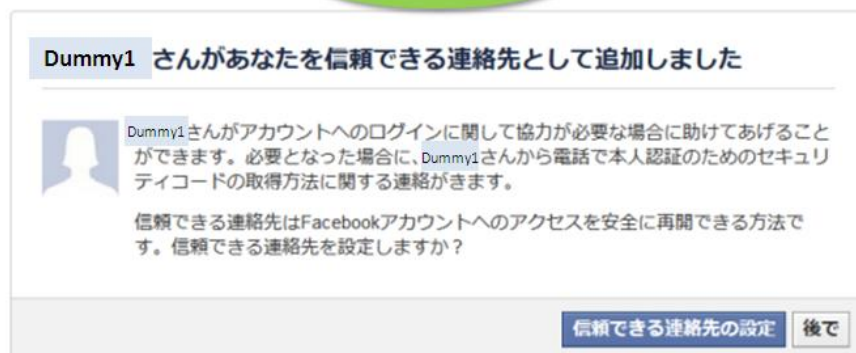 Dummy1 さんがあなたを信頼できる連絡先として追加しました
Dummy1さんがアカウントへのログインに関して協力が必要な場合に助けてあげること
ができます。必要となった場合に、Dummy1さんから電話で本人認証のためのセキュリ
ティコードの取得方法に関する連絡がきます。
信頼できる連絡先はFacebookアカウントへのアクセスを安全に再開できる方法で
す。信頼できる連絡先を設定しますか？
信頼できる連絡先の設定 後で